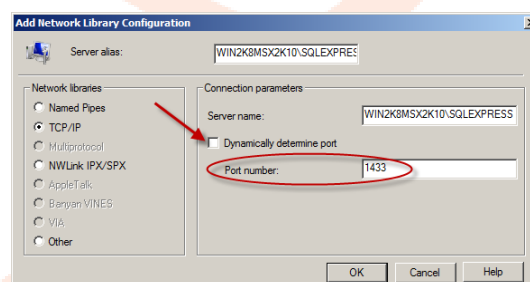 Add Network Library Configuration
Server alias:
WIN2K8MSX2K10\SQLEXPRES
Network libraries
Named Pipes
TCP/IP
Multiprotocol
NWLink IPX/SPX
AppleTalk
Banyan VINES
VIA
Other
Connection parameters
Server name:
WIN2K8MSX2K10\SQLEXPRESS
Dynamically determine port
Port number:
1433
OK
Cancel
Help